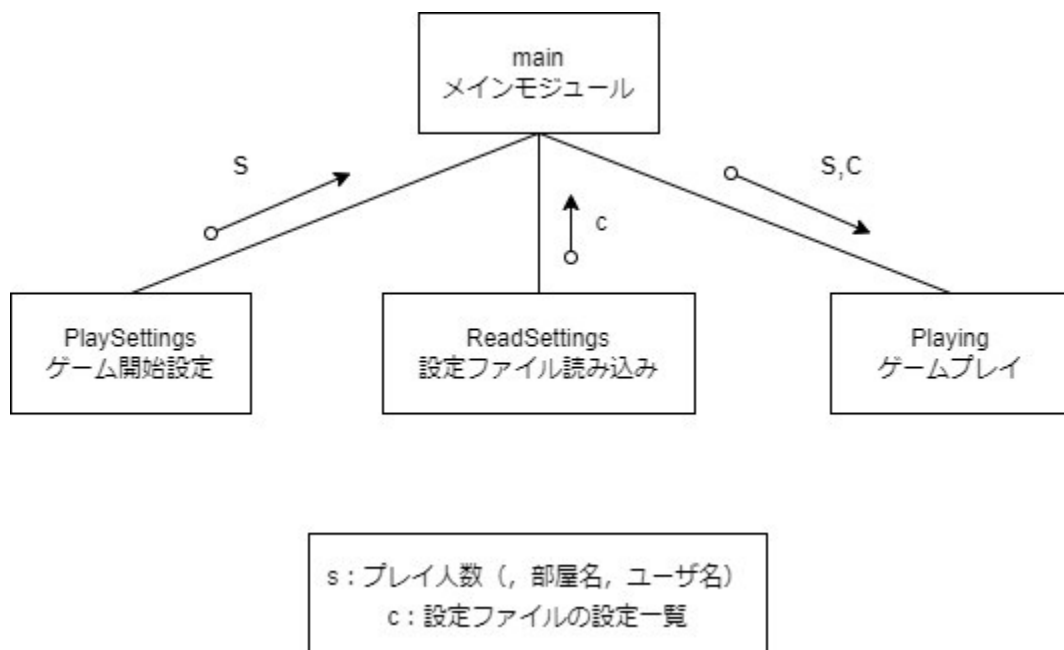 main
メインモジュール
s
s,c
c
PlaySettings
ゲーム開始設定
ReadSettings
設定ファイル読み込み
Playing
ゲームプレイ
s：プレイ人数（，部屋名，ユーザ名）
c：設定ファイルの設定一覧